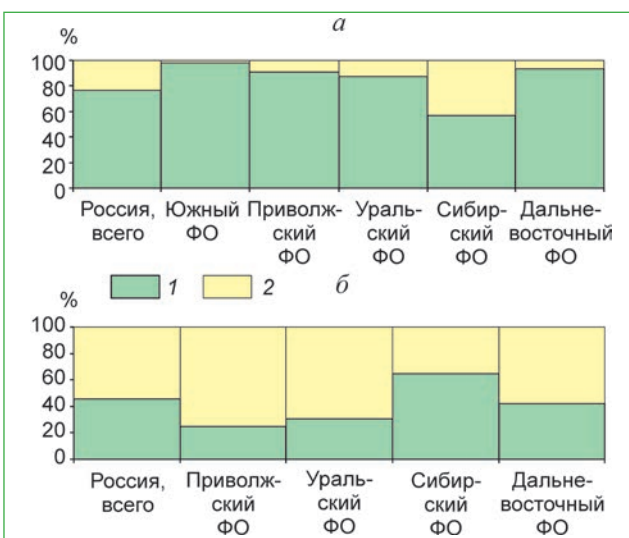 а
%
100
80
60
40
20
0
Россия, Южный Приволж- Ураль- Сибир- Дальне-
всего ФО ский ский ский восточный
ФО ФО ФО ФО
1 2 б
%
100
80
60
40
20
0
Россия, Приволж- Ураль- Сибир- Дальне-
всего ский ский ский восточный
ФО ФО ФО ФО